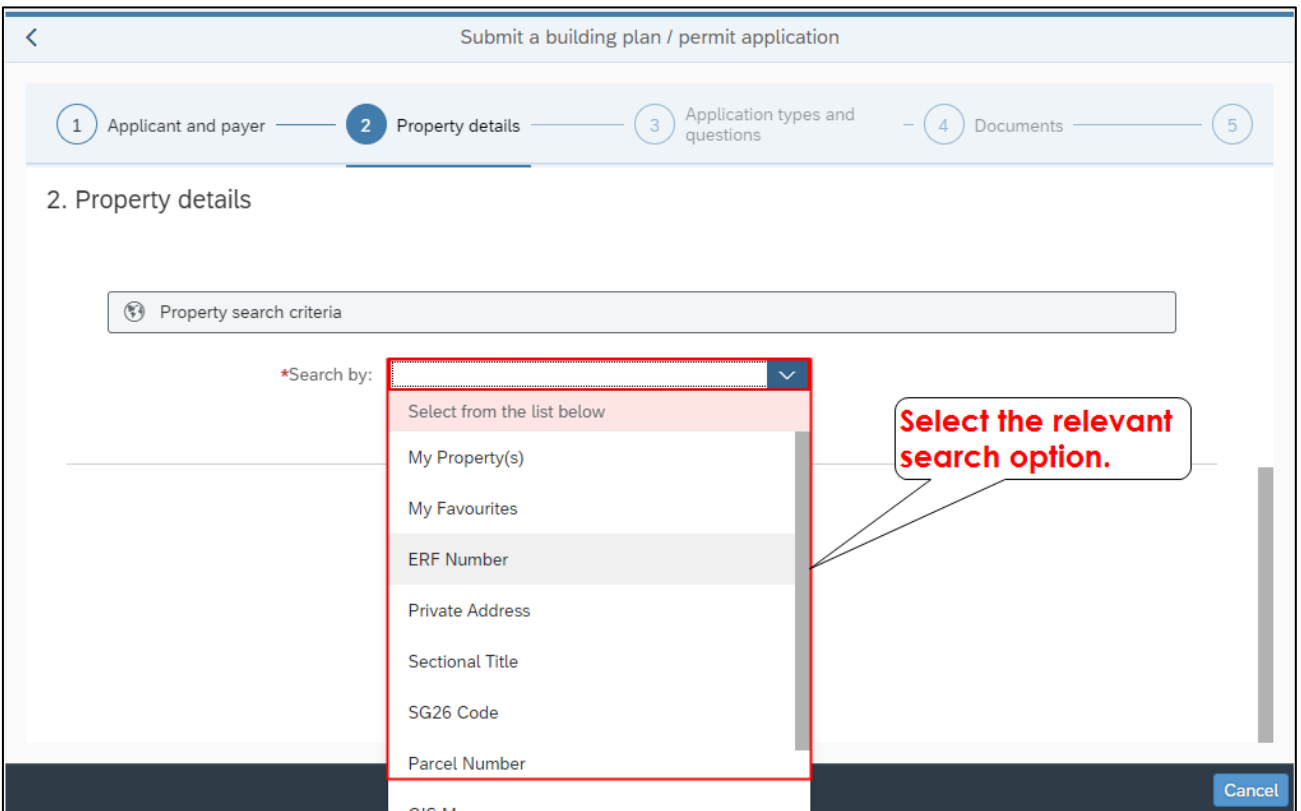 Submit a building plan / permit application
1 Applicant and payer 2 Property details 3 Application types and questions 4 Documents 5
2. Property details
Property search criteria
*Search by:
Select from the list below
My Property(s)
My Favourites
ERF Number
Private Address
Sectional Title
SG26 Code
Parcel Number
Select the relevant
search option.
Cancel